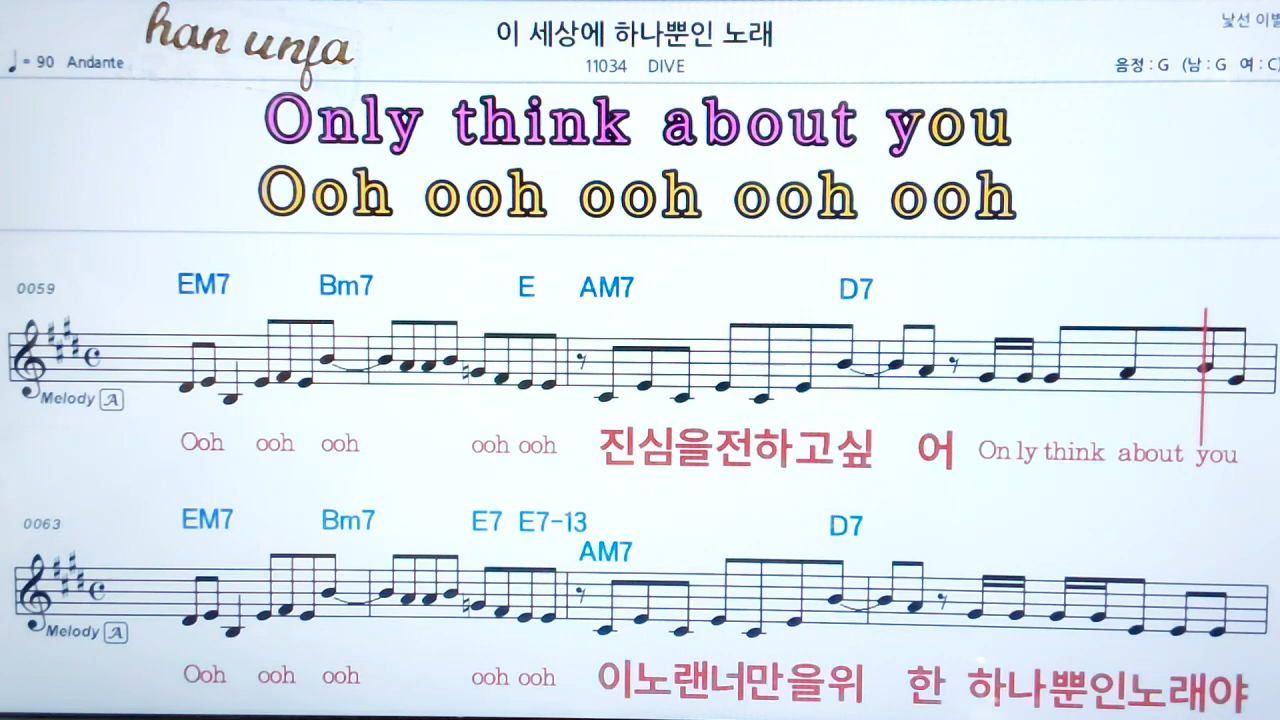 han unja
이 세상에 하나뿐인 노래
낯선 이별
♩= 90 Andante
11034 DIVE
음정 : G (남 : G 여 : C)
Only think about you
Ooh ooh ooh ooh ooh
0059
EM7 Bm7 E AM7 D7
Melody A
Ooh ooh ooh ooh ooh 진심을전하고싶 어 On ly think about you
0063
EM7 Bm7 E7 E7-13 AM7 D7
Melody A
Ooh ooh ooh ooh ooh 이노랜너만을위 한 하나뿐인노래야